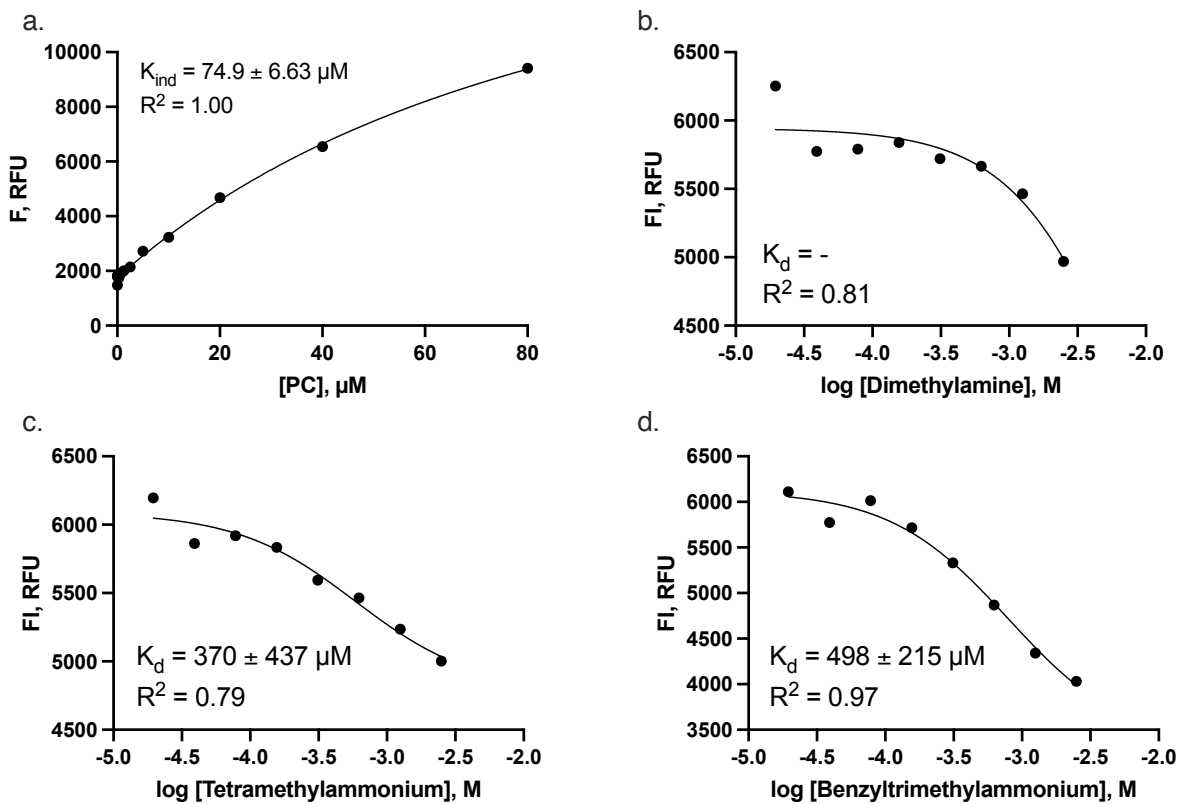 a.
K_ind = 74.9 ± 6.63 µM
R² = 1.00
10000
8000
6000
4000
2000
0
F, RFU
0 20 40 60 80
[PC], µM
b.
6500
6000
5500
5000
4500
FI, RFU
K_d = -
R² = 0.81
-5.0 -4.5 -4.0 -3.5 -3.0 -2.5 -2.0
log [Dimethylamine], M
c.
6500
6000
5500
5000
4500
FI, RFU
K_d = 370 ± 437 µM
R² = 0.79
-5.0 -4.5 -4.0 -3.5 -3.0 -2.5 -2.0
log [Tetramethylammonium], M
d.
6500
6000
5500
5000
4500
4000
3500
FI, RFU
K_d = 498 ± 215 µM
R² = 0.97
-5.0 -4.5 -4.0 -3.5 -3.0 -2.5 -2.0
log [Benzyltrimethylammonium], M